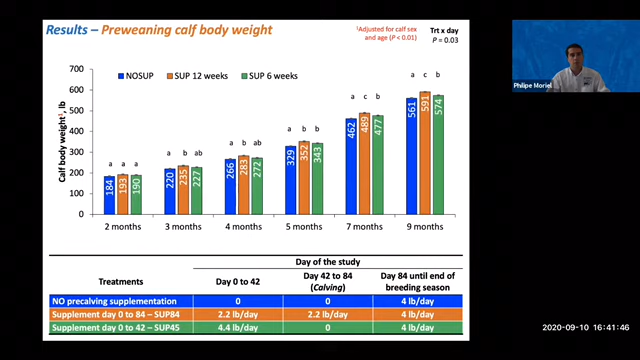 Results – Preweaning calf body weight
¹Adjusted for calf sex
and age (P < 0.01)
Trt x day
P = 0.03
Philipe Moriel
NOSUP SUP 12 weeks SUP 6 weeks
Calf body weight¹, lb
700
600
500
400
300
200
100
0
a a a
a b ab
a b ab
a b b
a c b
a c b
184 193 190
220 235 227
266 283 272
329 352 343
462 489 477
561 591 574
2 months 3 months 4 months 5 months 7 months 9 months
Day of the study
Treatments Day 0 to 42 Day 42 to 84 (Calving) Day 84 until end of breeding season
NO precalving supplementation 0 0 4 lb/day
Supplement day 0 to 84 – SUP84 2.2 lb/day 2.2 lb/day 4 lb/day
Supplement day 0 to 42 – SUP45 4.4 lb/day 0 4 lb/day
2020-09-10 16:41:46